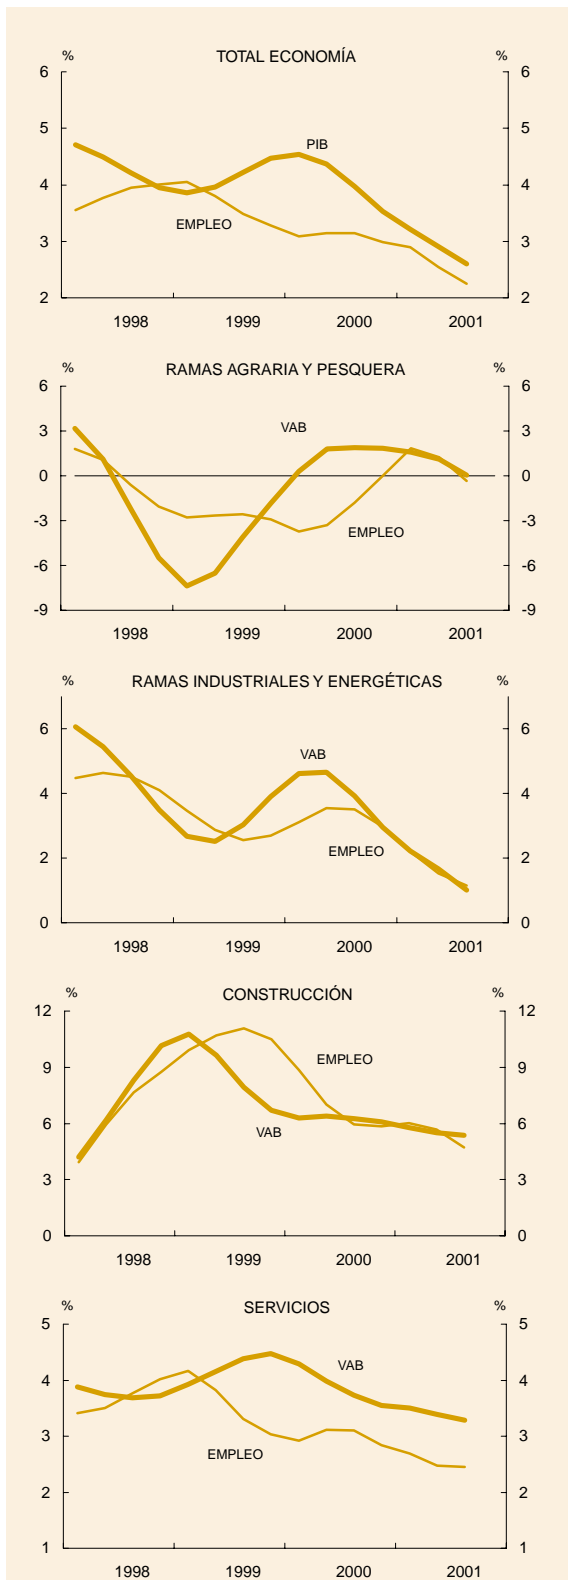 TOTAL ECONOMÍA
% %
6 6
5 5
PIB
4 4
EMPLEO
3 3
2 2
1998 1999 2000 2001
RAMAS AGRARIA Y PESQUERA
% %
6 6
VAB
3 3
0 0
-3 -3
EMPLEO
-6 -6
-9 -9
1998 1999 2000 2001
RAMAS INDUSTRIALES Y ENERGÉTICAS
% %
6 6
VAB
4 4
EMPLEO
2 2
0 0
1998 1999 2000 2001
CONSTRUCCIÓN
% %
12 12
EMPLEO
9 9
6 6
VAB
3 3
0 0
1998 1999 2000 2001
SERVICIOS
% %
5 5
VAB
4 4
3 3
EMPLEO
2 2
1 1
1998 1999 2000 2001